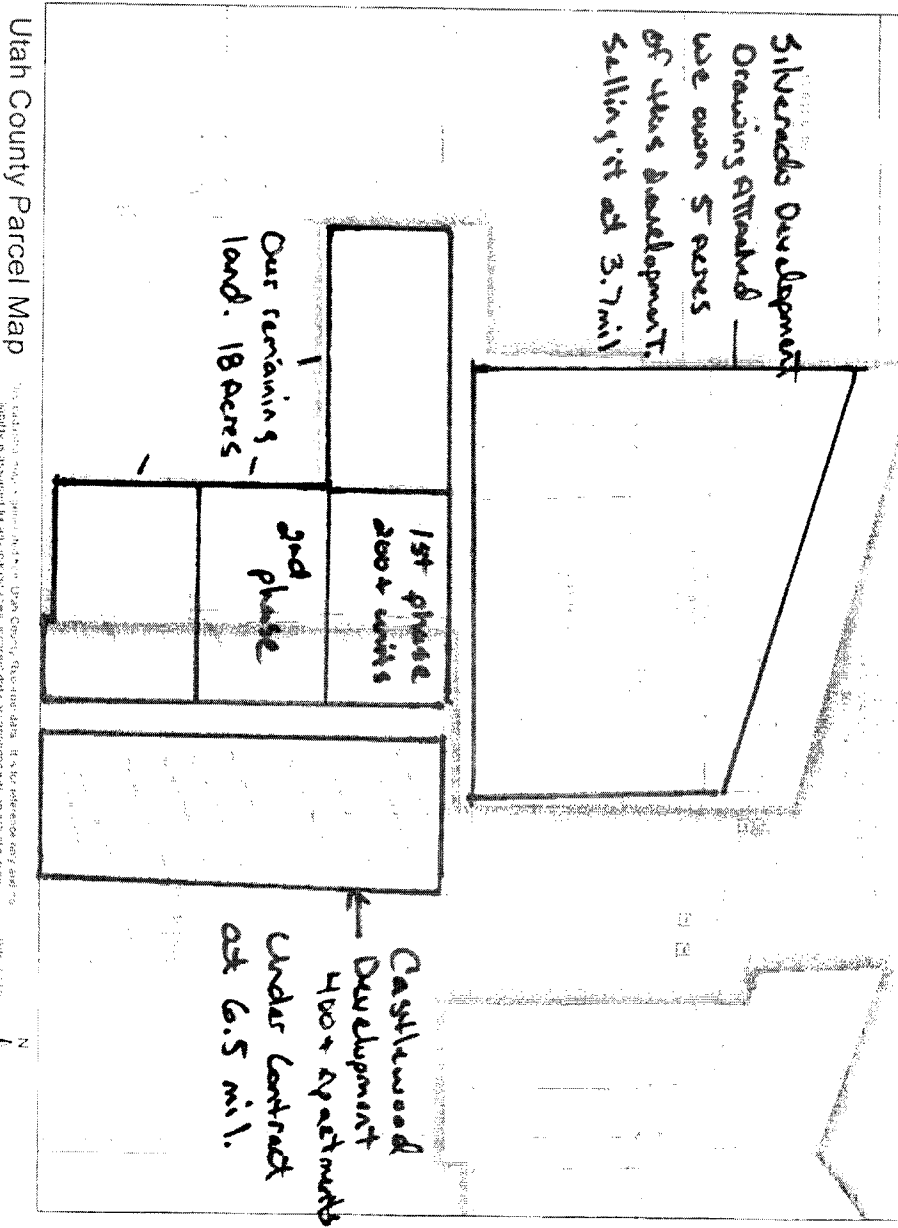 Silverado Development
Drawing Attached
we own 5 acres
of this development.
selling it at 3.7mil
Our remaining
land. 18 Acres
1st phase
200+ units
2nd
phase
Castlewood
Development
400+ Apartments
Under Contract
at 6.5 mil.
Utah County Parcel Map
N